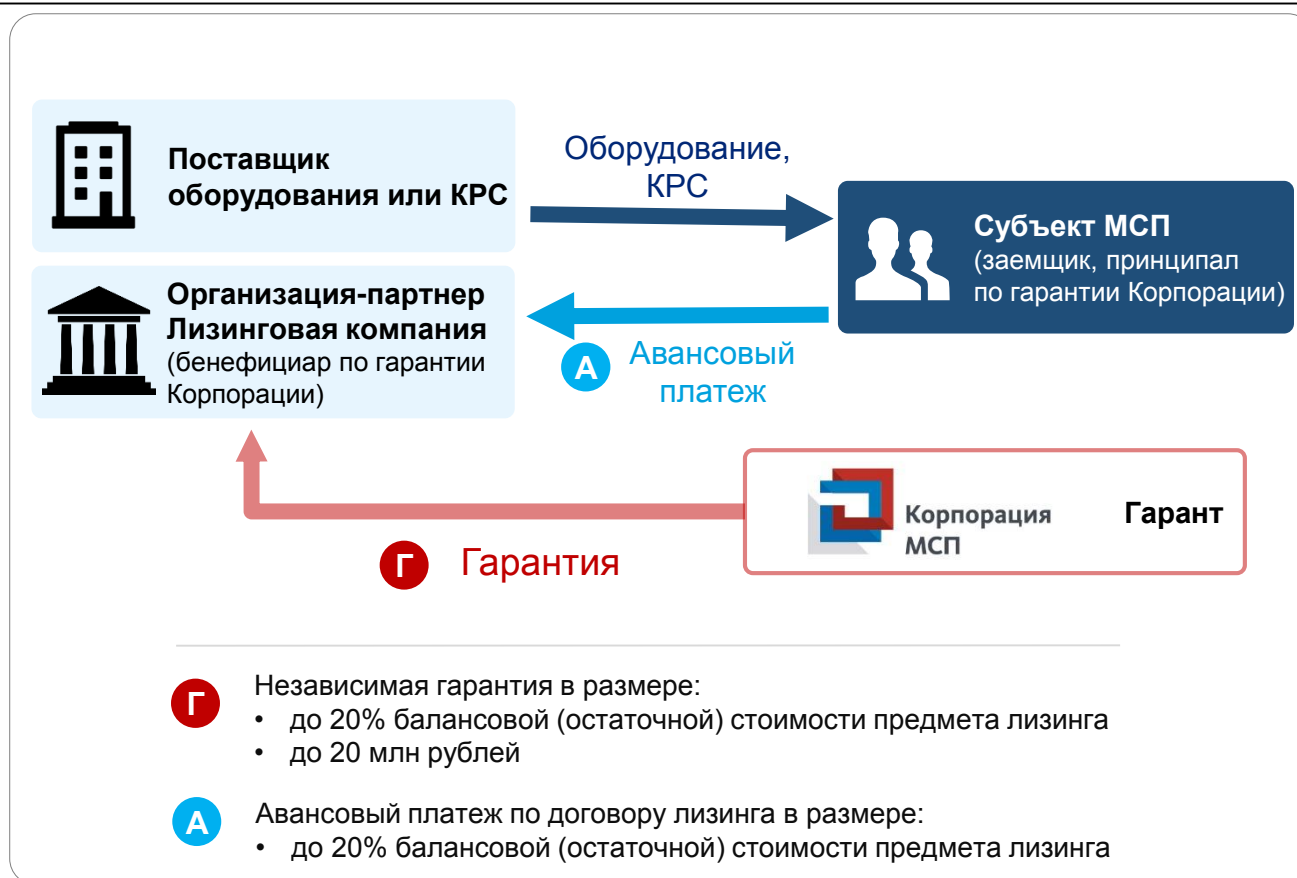 Поставщик
оборудования или КРС
Оборудование,
КРС
Субъект МСП
(заемщик, принципал
по гарантии Корпорации)
Организация-партнер
Лизинговая компания
(бенефициар по гарантии
Корпорации)
А
Авансовый
платеж
Корпорация
МСП
Гарант
Г
Гарантия
Г
Независимая гарантия в размере:
• до 20% балансовой (остаточной) стоимости предмета лизинга
• до 20 млн рублей
А
Авансовый платеж по договору лизинга в размере:
• до 20% балансовой (остаточной) стоимости предмета лизинга